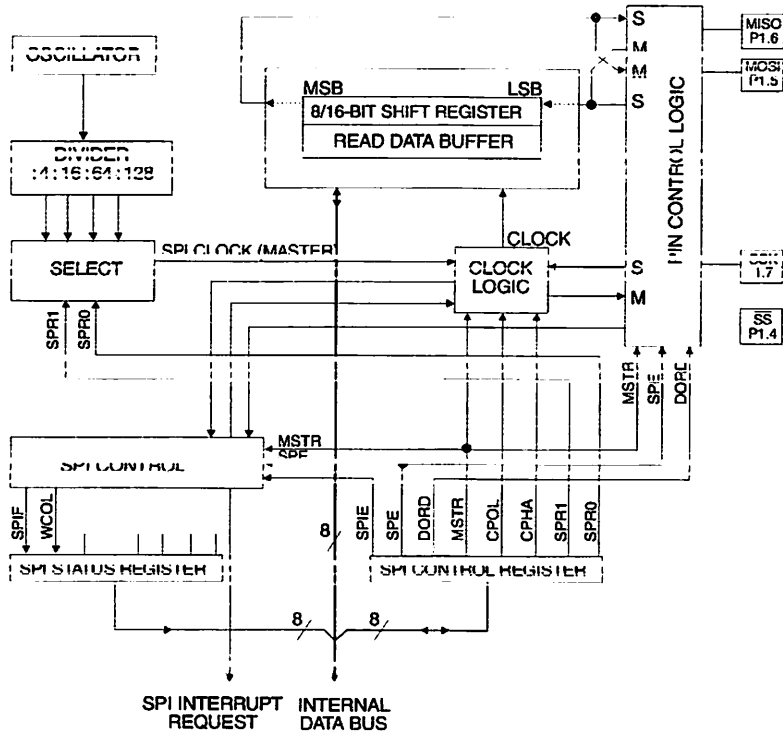 OSCILLATOR
DIVIDER
:4:16:64:128
SELECT
SPI CLOCK (MASTER
SPR1
SPR0
MSB
LSB
8/16-BIT SHIFT REGISTER
READ DATA BUFFER
CLOCK
CLOCK
LOGIC
S
M
M
S
S
M
PIN CONTROL LOGIC
MISO
P1.6
MOSI
P1.5
1.7
SS
P1.4
MSTR
SPE
DORD
SPI CONTROL
MSTR
SPE
SPIF
WCOL
SPI STATUS REGISTER
8
SPIE
SPE
DORD
MSTR
CPOL
CPHA
SPR1
SPR0
SPI CONTROL REGISTER
8
8
SPI INTERRUPT
REQUEST
INTERNAL
DATA BUS